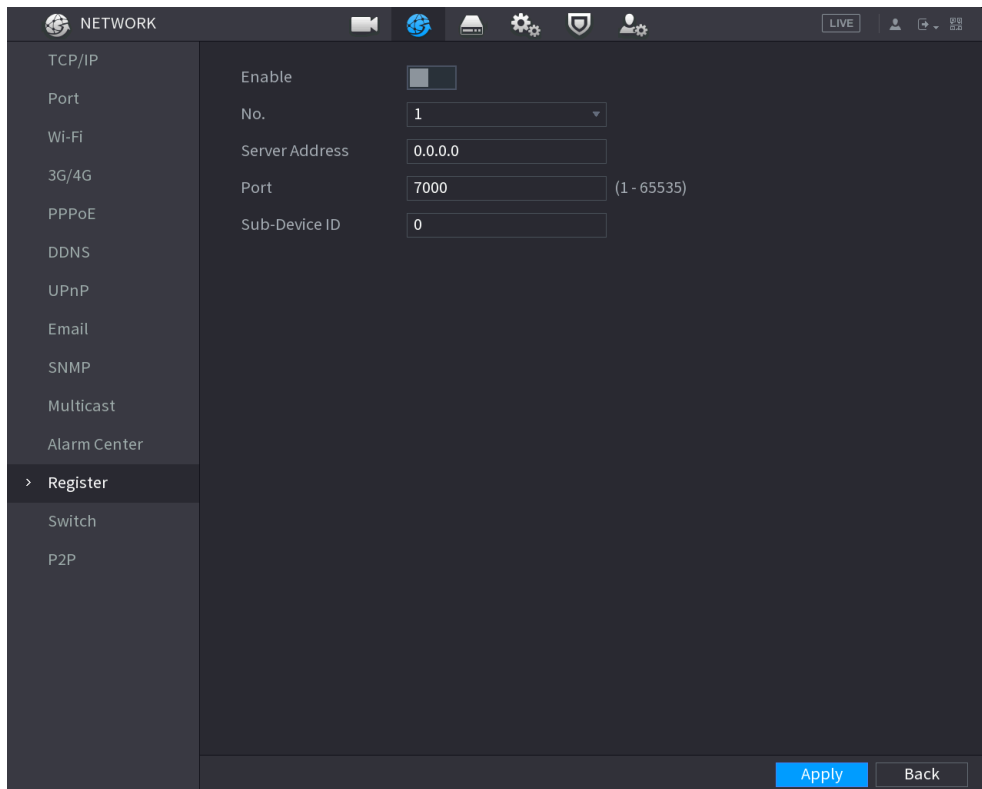 NETWORK
LIVE
TCP/IP
Port
Wi-Fi
3G/4G
PPPoE
DDNS
UPnP
Email
SNMP
Multicast
Alarm Center
Register
Switch
P2P
Enable
No. 1
Server Address 0.0.0.0
Port 7000 (1 - 65535)
Sub-Device ID 0
Apply Back